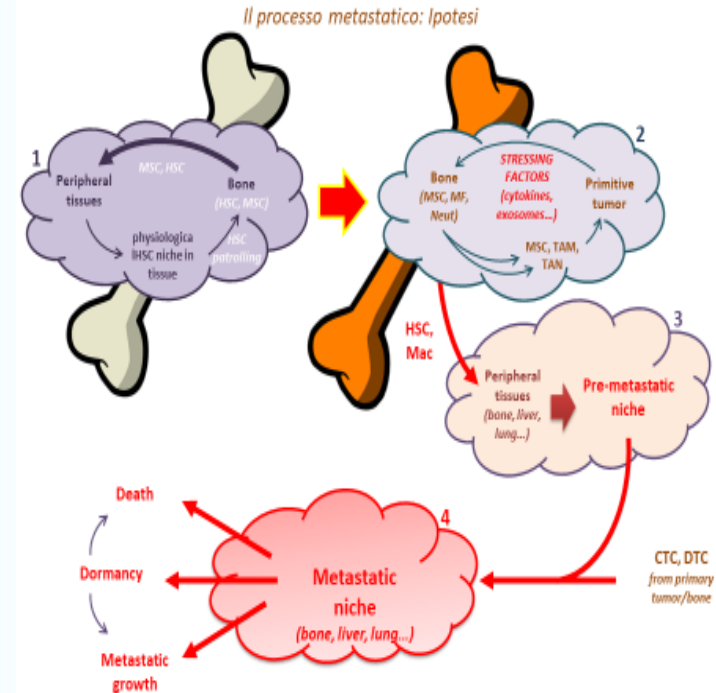 Il processo metastatico: Ipotesi
1
MSC, HSC
Peripheral
tissues
Bone
(HSC, MSC)
physiologica
lHSC niche in
tissue
HSC
patrolling
2
Bone
(MSC, MF,
Neut)
STRESSING
FACTORS
(cytokines,
exosomes...)
Primitive
tumor
MSC, TAM,
TAN
HSC,
Mac
3
Peripheral
tissues
(bone, liver,
lung...)
Pre-metastatic
niche
4
Metastatic
niche
(bone, liver, lung...)
CTC, DTC
from primary
tumor/bone
Death
Dormancy
Metastatic
growth